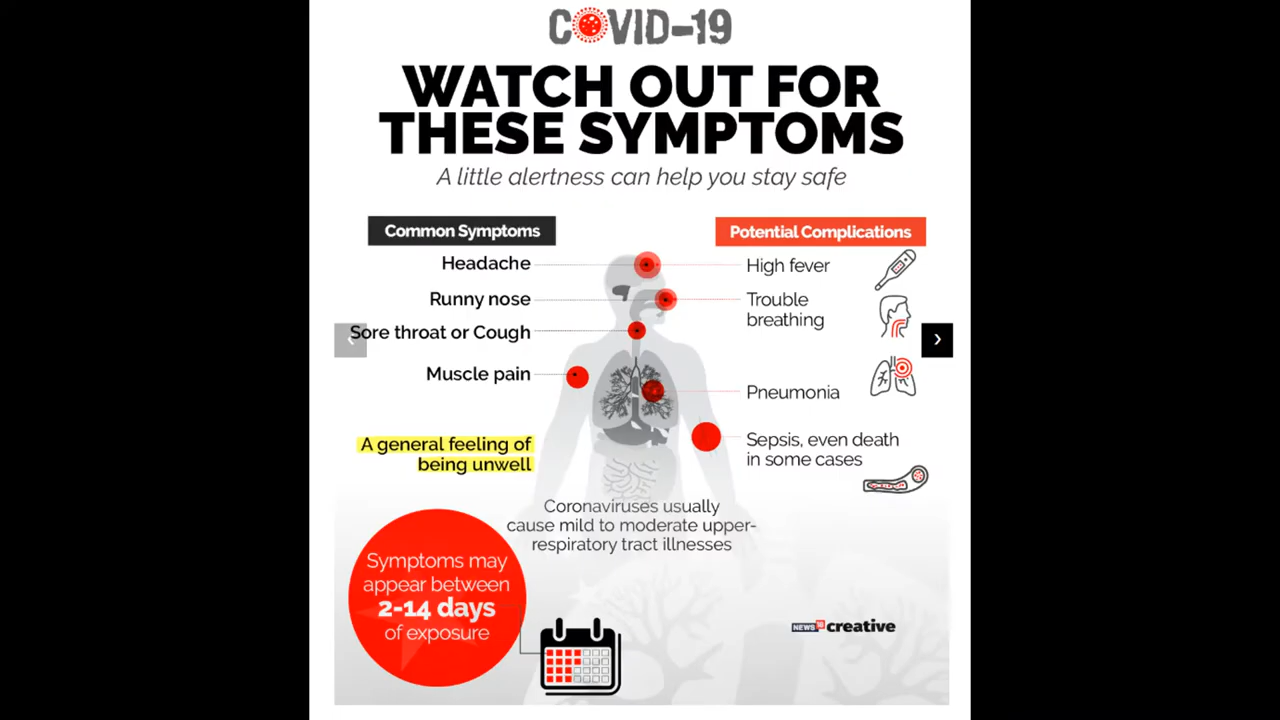 COVID-19
WATCH OUT FOR
THESE SYMPTOMS
A little alertness can help you stay safe
Common Symptoms
Headache
Runny nose
Sore throat or Cough
Muscle pain
A general feeling of
being unwell
Potential Complications
High fever
Trouble
breathing
Pneumonia
Sepsis, even death
in some cases
Coronaviruses usually
cause mild to moderate upper-
respiratory tract illnesses
Symptoms may
appear between
2-14 days
of exposure
NEWS18 creative